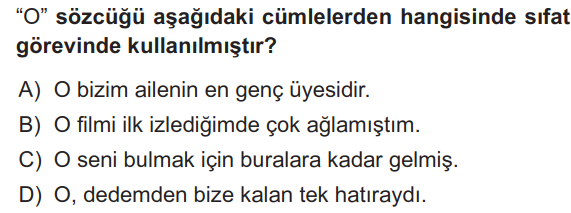 “O” sözcüğü aşağıdaki cümlelerden hangisinde sıfat
görevinde kullanılmıştır?
A) O bizim ailenin en genç üyesidir.
B) O filmi ilk izlediğimde çok ağlamıştım.
C) O seni bulmak için buralara kadar gelmiş.
D) O, dedemden bize kalan tek hatıraydı.